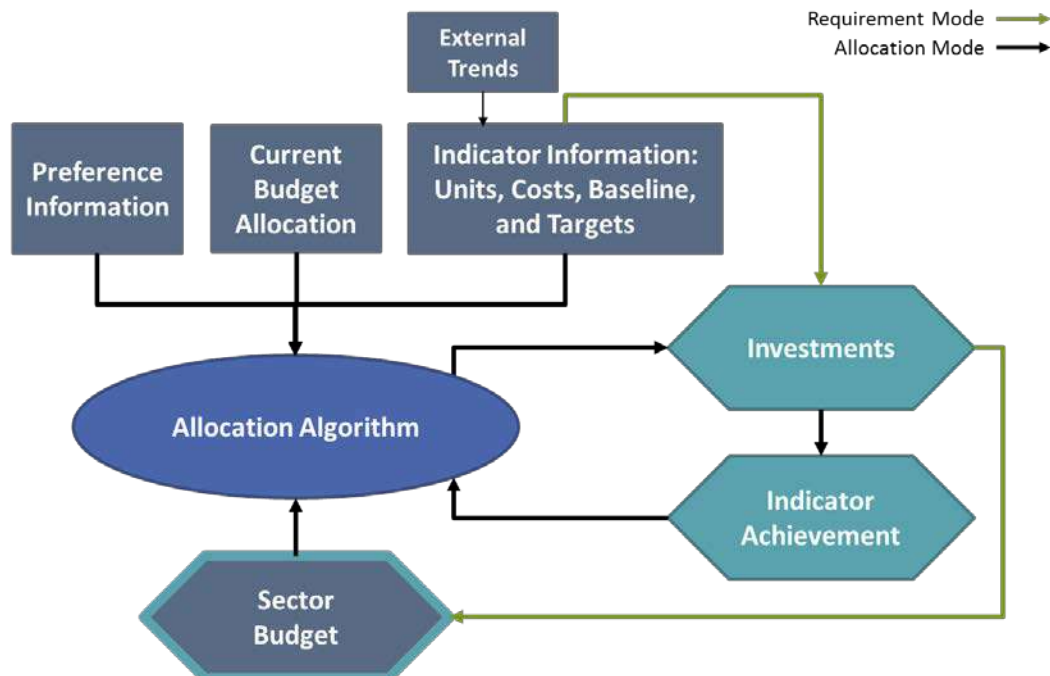 Requirement Mode
Allocation Mode
External
Trends
Preference
Information
Current
Budget
Allocation
Indicator Information:
Units, Costs, Baseline,
and Targets
Investments
Allocation Algorithm
Indicator
Achievement
Sector
Budget